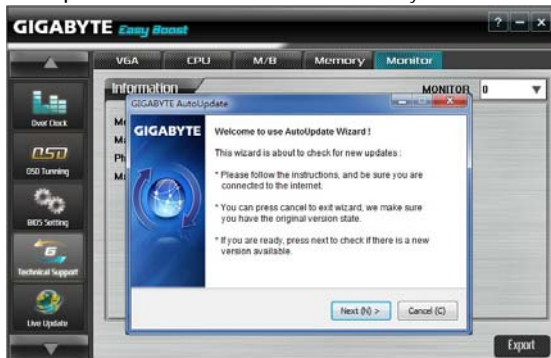 GIGABYTE Easy Boost
? - x
VGA CPU M/B Memory Monitor
Information
MONITOR 0
GIGABYTE AutoUpdate
GIGABYTE
Welcome to use AutoUpdate Wizard !
This wizard is about to check for new updates :
* Please follow the instructions, and be sure you are
connected to the internet.
* You can press cancel to exit wizard, we make sure
you have the original version state.
* If you are ready, press next to check if there is a new
version available.
Next (N) > Cancel (C)
Over Clock
OSD
OSD Tunning
BIOS Setting
Technical Support
Live Update
Export